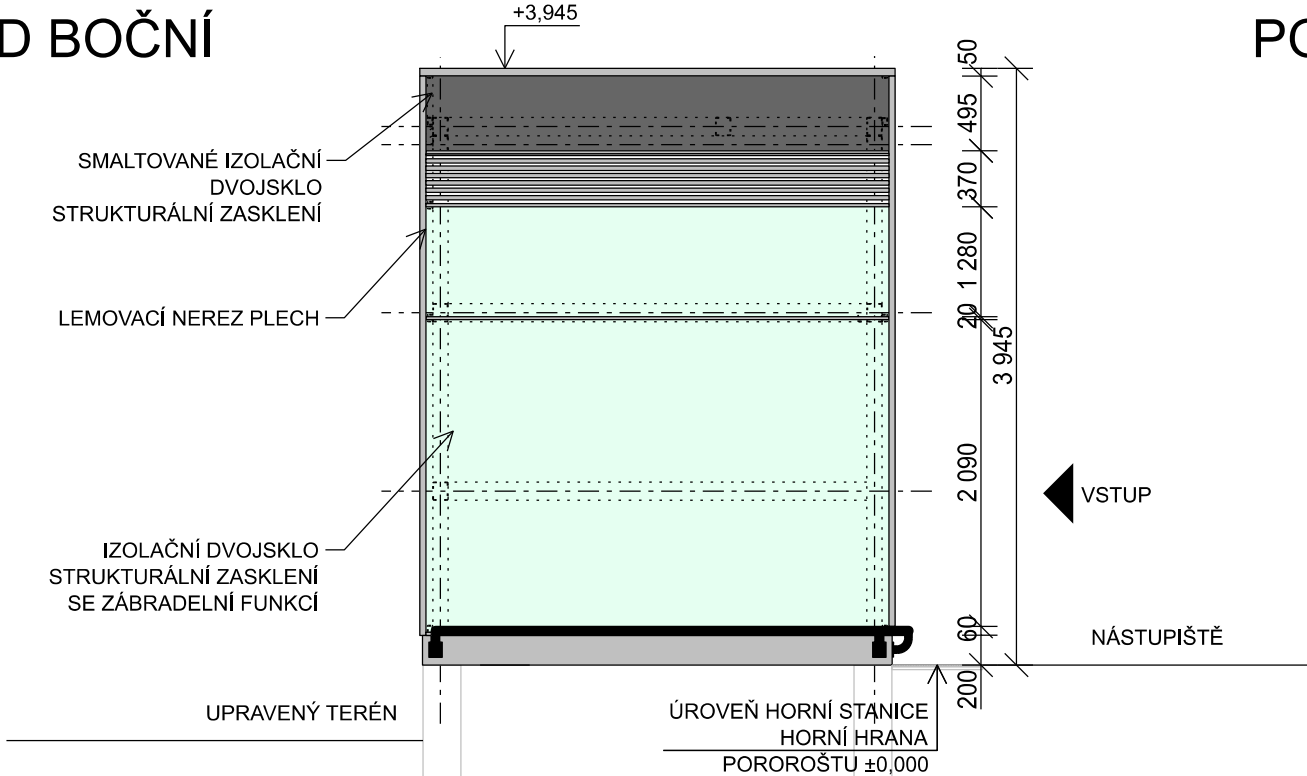 D BOČNÍ
PO
+3,945
SMALTOVANÉ IZOLAČNÍ
DVOJSKLO
STRUKTURÁLNÍ ZASKLENÍ
LEMOVACÍ NEREZ PLECH
IZOLAČNÍ DVOJSKLO
STRUKTURÁLNÍ ZASKLENÍ
SE ZÁBRADELNÍ FUNKCÍ
50
495
370
1 280
20
3 945
2 090
60
200
VSTUP
NÁSTUPIŠTĚ
UPRAVENÝ TERÉN
ÚROVEŇ HORNÍ STANICE
HORNÍ HRANA
POROROŠTU ±0,000